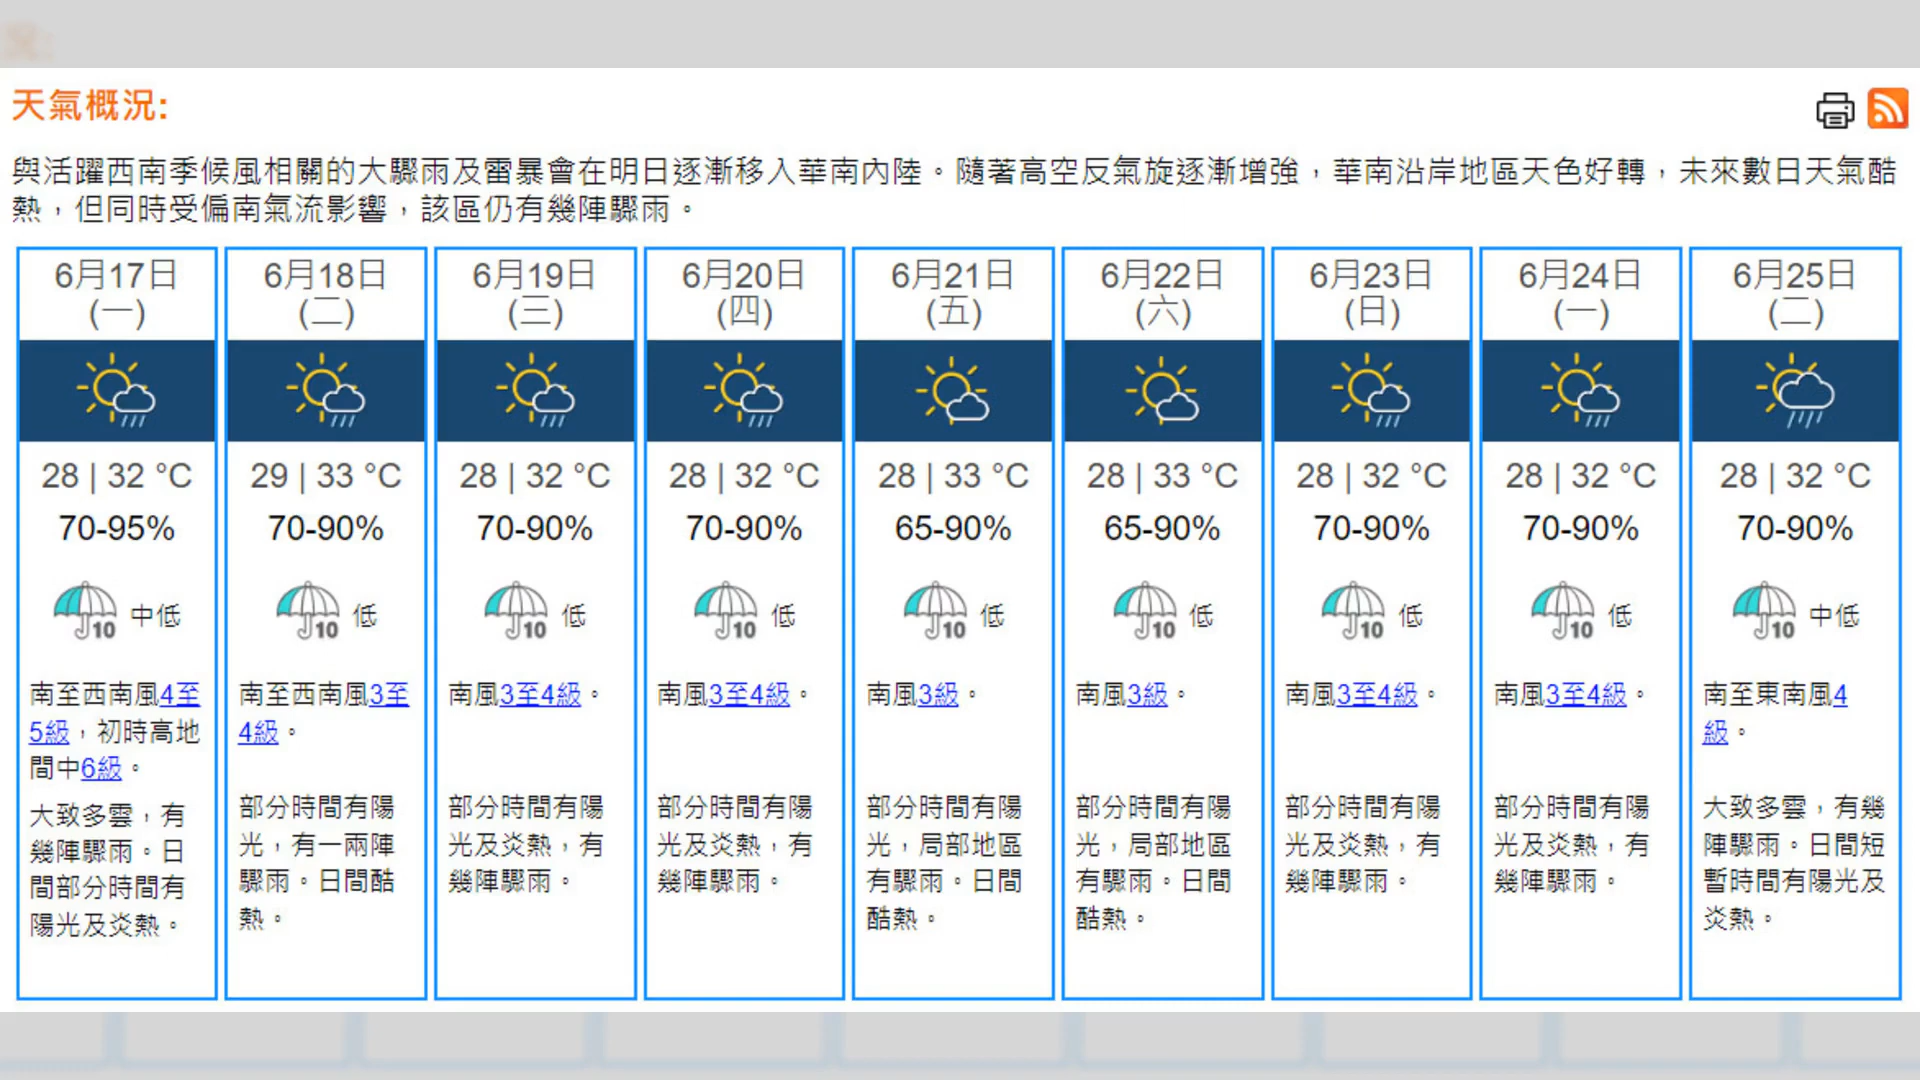 天氣概況:
與活躍西南季候風相關的大驟雨及雷暴會在明日逐漸移入華南內陸。隨著高空反氣旋逐漸增強，華南沿岸地區天色好轉，未來數日天氣酷
熱，但同時受偏南氣流影響，該區仍有幾陣驟雨。
6月17日
(一)
28 | 32 °C
70-95%
10 中低
南至西南風4至
5級，初時高地
間中6級。
大致多雲，有
幾陣驟雨。日
間部分時間有
陽光及炎熱。
6月18日
(二)
29 | 33 °C
70-90%
10 低
南至西南風3至
4級。
部分時間有陽
光，有一兩陣
驟雨。日間酷
熱。
6月19日
(三)
28 | 32 °C
70-90%
10 低
南風3至4級。
部分時間有陽
光及炎熱，有
幾陣驟雨。
6月20日
(四)
28 | 32 °C
70-90%
10 低
南風3至4級。
部分時間有陽
光及炎熱，有
幾陣驟雨。
6月21日
(五)
28 | 33 °C
65-90%
10 低
南風3級。
部分時間有陽
光，局部地區
有驟雨。日間
酷熱。
6月22日
(六)
28 | 33 °C
65-90%
10 低
南風3級。
部分時間有陽
光，局部地區
有驟雨。日間
酷熱。
6月23日
(日)
28 | 32 °C
70-90%
10 低
南風3至4級。
部分時間有陽
光及炎熱，有
幾陣驟雨。
6月24日
(一)
28 | 32 °C
70-90%
10 低
南風3至4級。
部分時間有陽
光及炎熱，有
幾陣驟雨。
6月25日
(二)
28 | 32 °C
70-90%
10 中低
南至東南風4
級。
大致多雲，有幾
陣驟雨。日間短
暫時間有陽光及
炎熱。